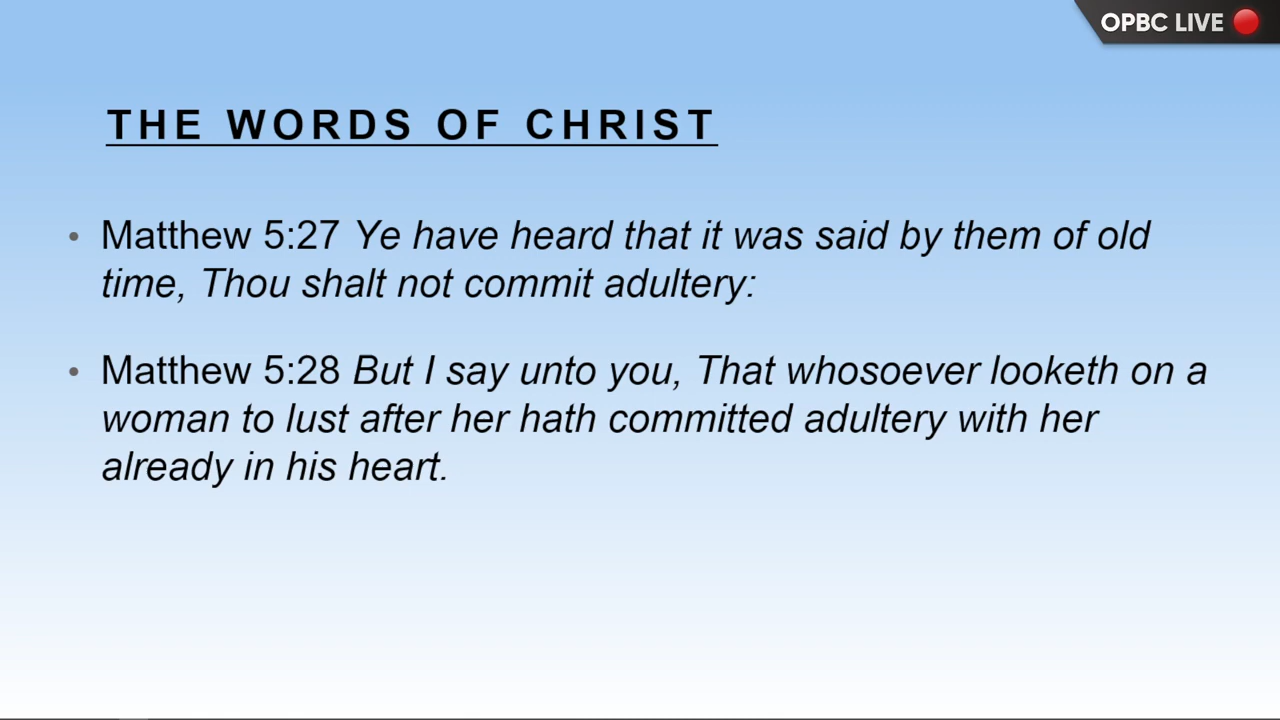 OPBC LIVE
THE WORDS OF CHRIST
• Matthew 5:27 Ye have heard that it was said by them of old
time, Thou shalt not commit adultery:
• Matthew 5:28 But I say unto you, That whosoever looketh on a
woman to lust after her hath committed adultery with her
already in his heart.